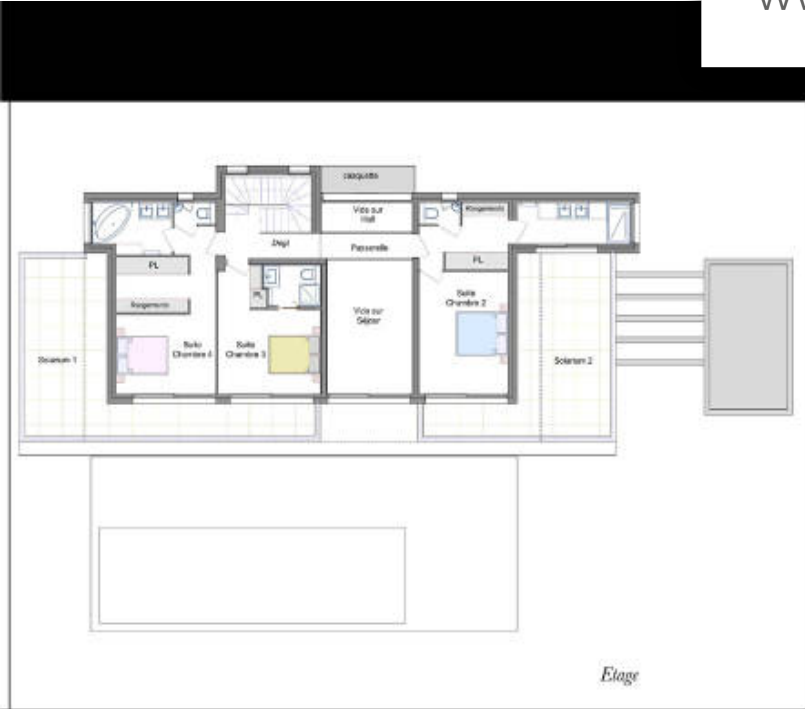 casquette
Vide sur
Hall
Rangements
Dégt
Passerelle
PL
PL
Suite
Chambre 2
PL
Rangements
Vide sur
Séjour
Suite
Chambre 4
Suite
Chambre 3
Solarium 1
Solarium 2
Etage